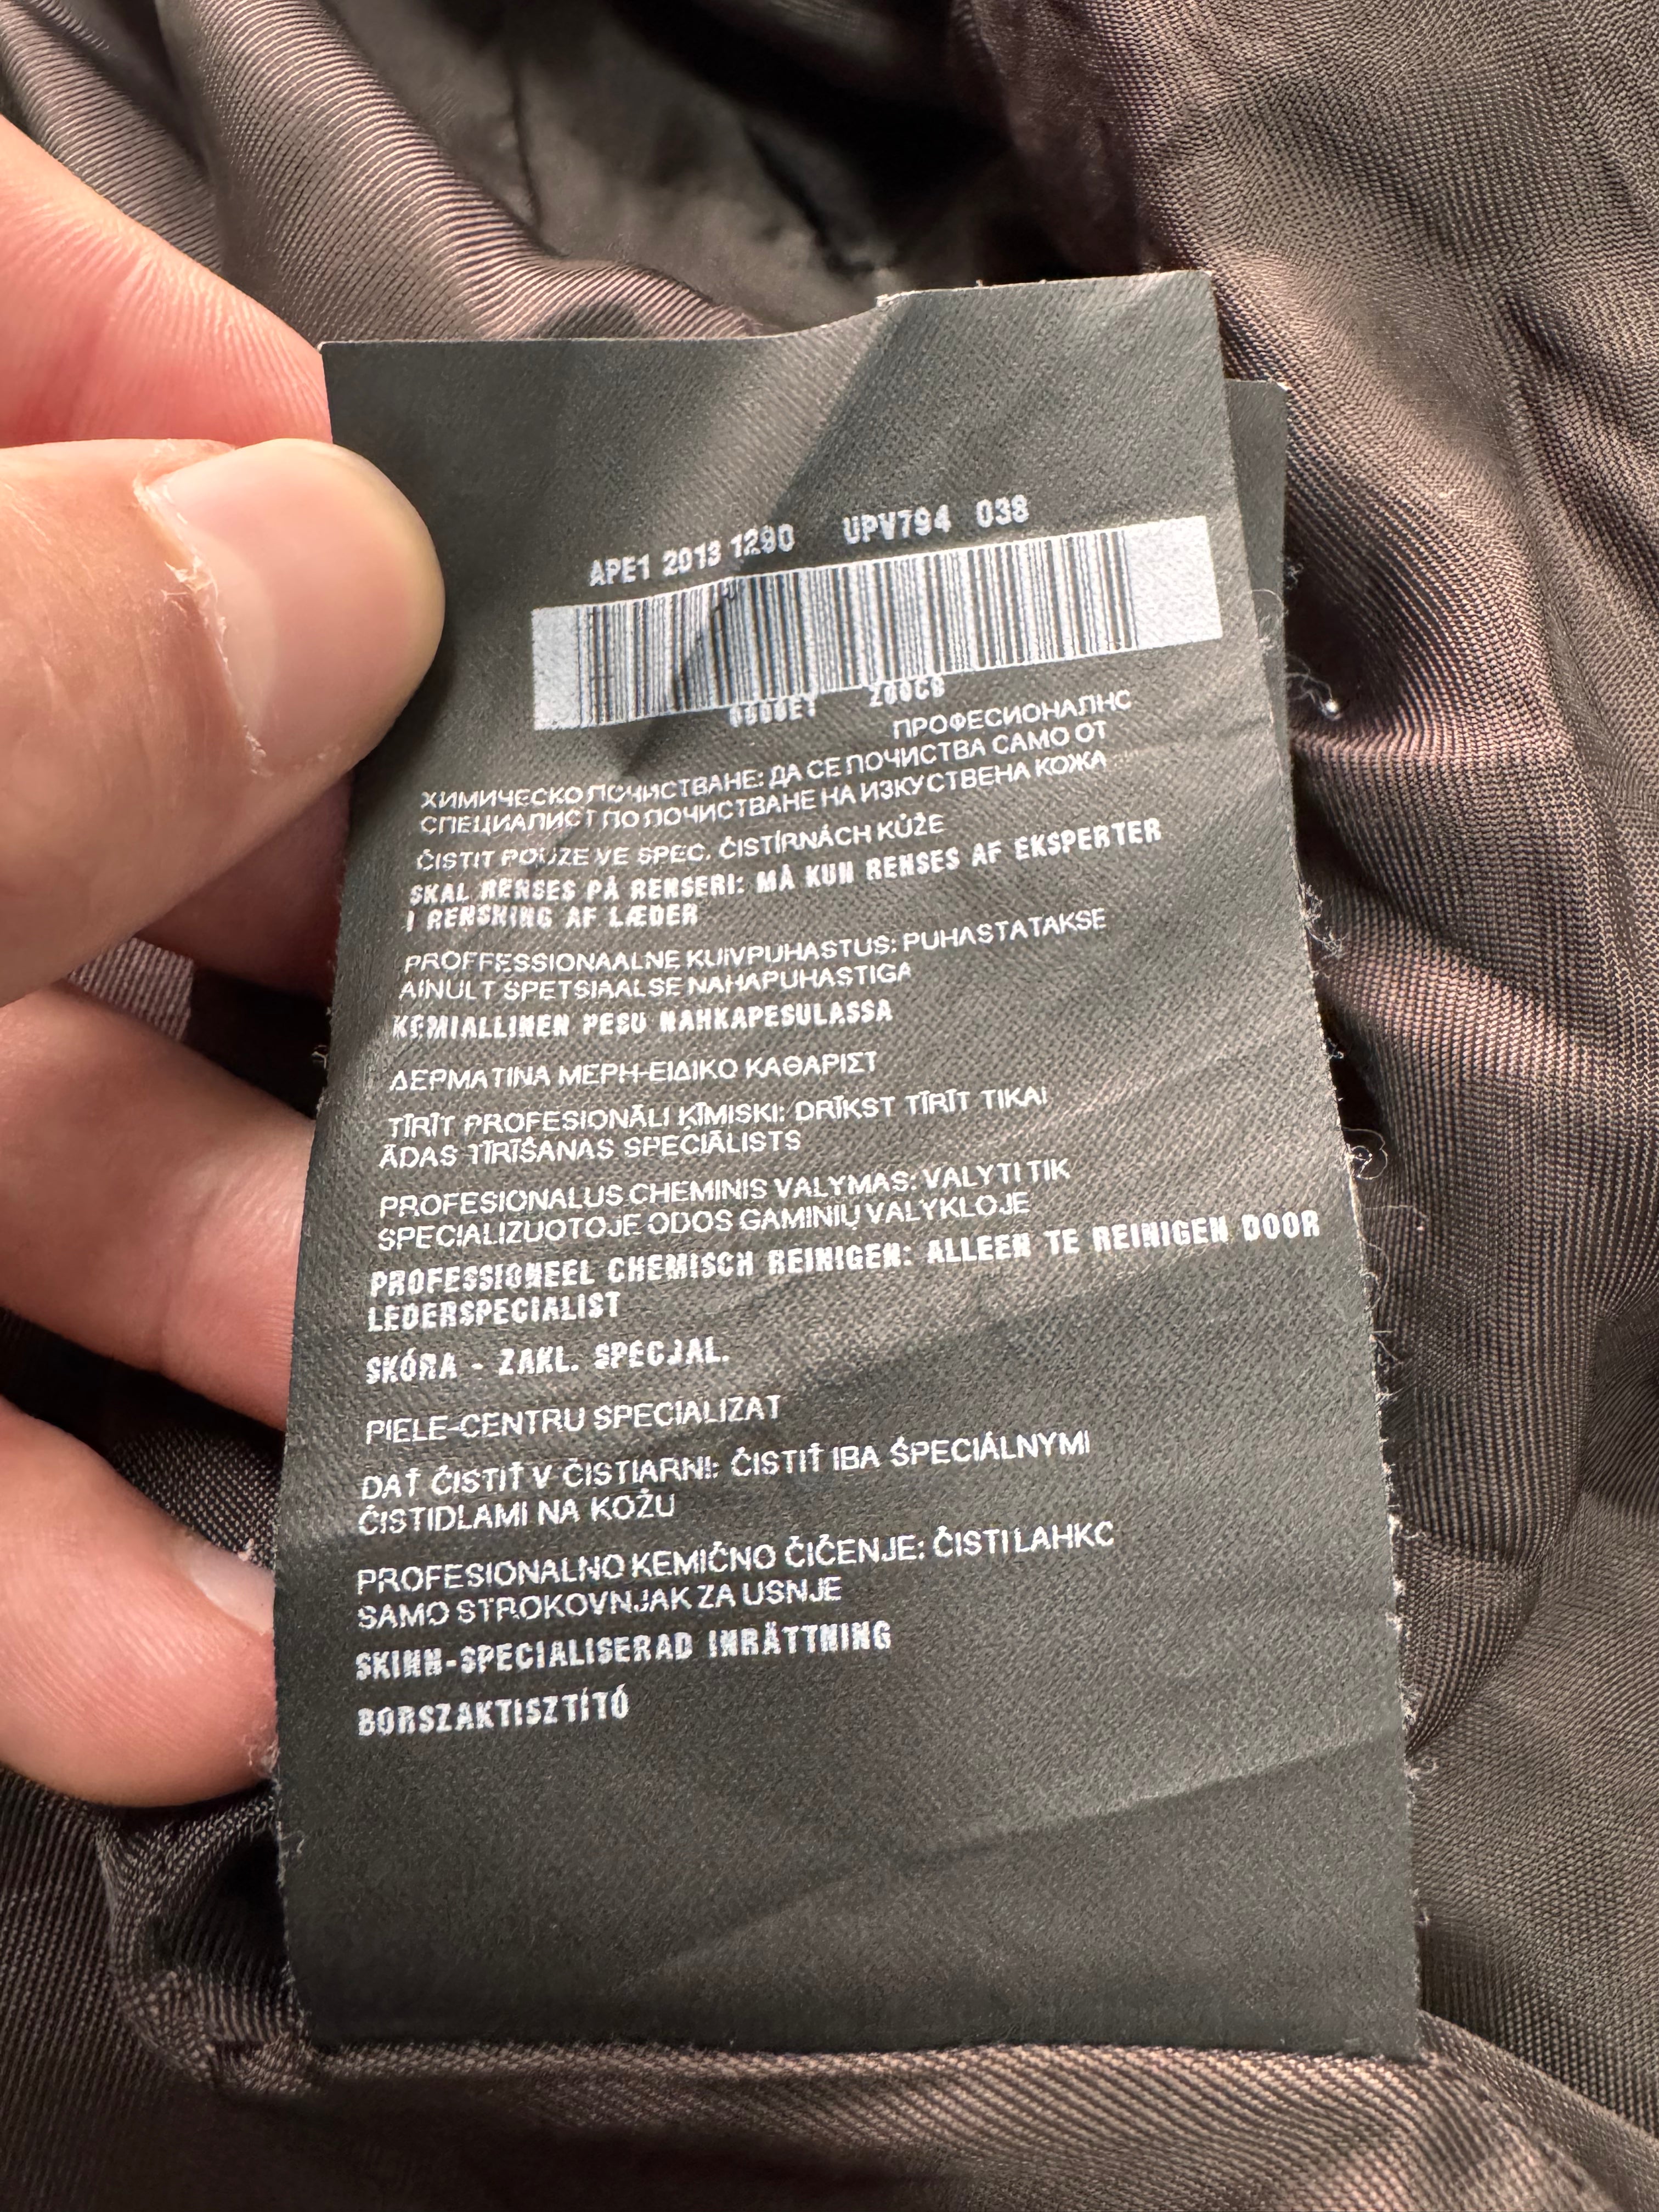 APE1 2013 1290 UPV794 038
ПРОФЕСИОНАЛНО
ХИМИЧЕСКО ПОЧИСТВАНЕ: ДА СЕ ПОЧИСТВА САМО ОТ
СПЕЦИАЛИСТ ПО ПОЧИСТВАНЕ НА ИЗКУСТВЕНА КОЖА
ČISTIT POUZE VE SPEC. ČISTÍRNÁCH KŮŽE
SKAL RENSES PÅ RENSERI: MÅ KUN RENSES AF EKSPERTER
I RENSNING AF LÆDER
PROFFESSIONAALNE KUIVPUHASTUS: PUHASTATAKSE
AINULT SPETSIAALSE NAHAPUHASTIGA
KEMIALLINEN PESU NAHKAPESULASSA
ΔΕΡΜΑΤΙΝΑ ΜΕΡΗ-ΕΙΔΙΚΟ ΚΑΘΑΡΙΣΤ
TĪRĪT PROFESIONĀLI ĶĪMISKI: DRĪKST TĪRĪT TIKAI
ĀDAS TĪRĪŠANAS SPECIĀLISTS
PROFESIONALUS CHEMINIS VALYMAS: VALYTI TIK
SPECIALIZUOTOJE ODOS GAMINIŲ VALYKLOJE
PROFESSIONEEL CHEMISCH REINIGEN: ALLEEN TE REINIGEN DOOR
LEDERSPECIALIST
SKÓRA - ZAKL. SPECJAL.
PIELE-CENTRU SPECIALIZAT
DAŤ ČISTIŤ V ČISTIARNI: ČISTIŤ IBA ŠPECIÁLNYMI
ČISTIDLAMI NA KOŽU
PROFESIONALNO KEMIČNO ČIČENJE: ČISTI LAHKO
SAMO STROKOVNJAK ZA USNJE
SKINN-SPECIALISERAD INRÄTTNING
BORSZAKTISZTÍTÓ